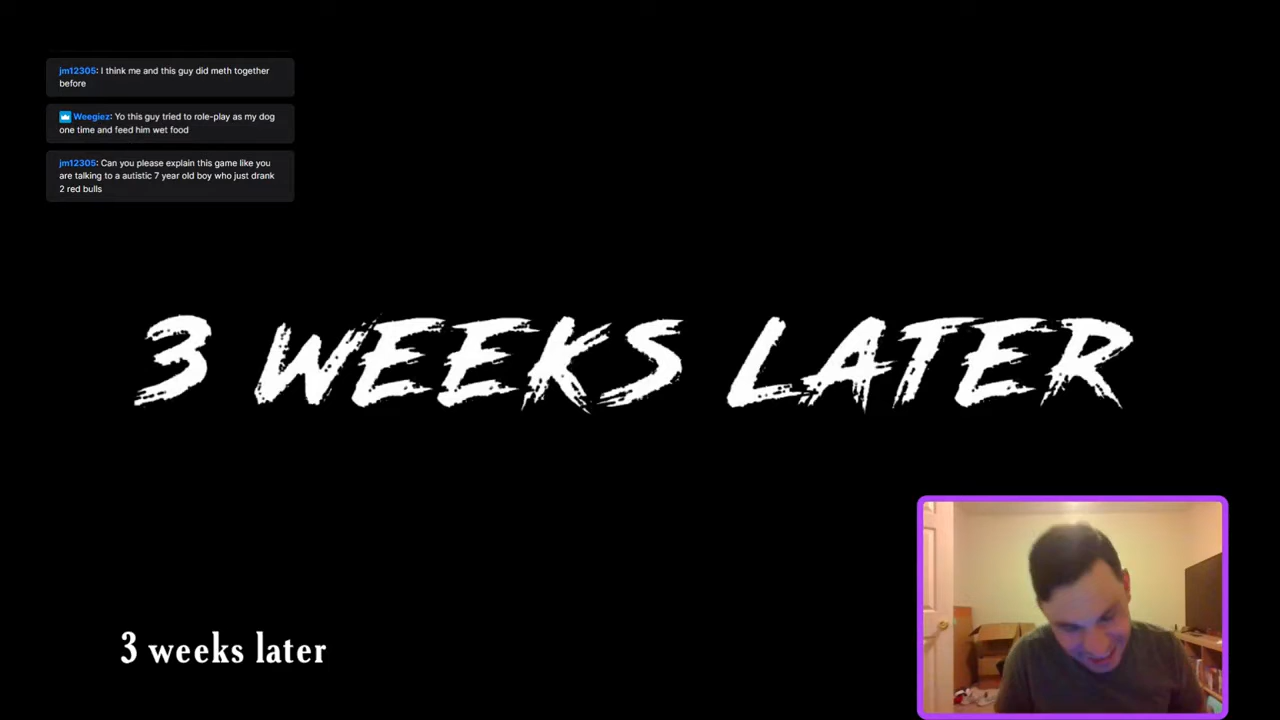 jm12305: I think me and this guy did meth together
before
Weegiez: Yo this guy tried to role-play as my dog
one time and feed him wet food
jm12305: Can you please explain this game like you
are talking to a autistic 7 year old boy who just drank
2 red bulls
3 WEEKS LATER
3 weeks later